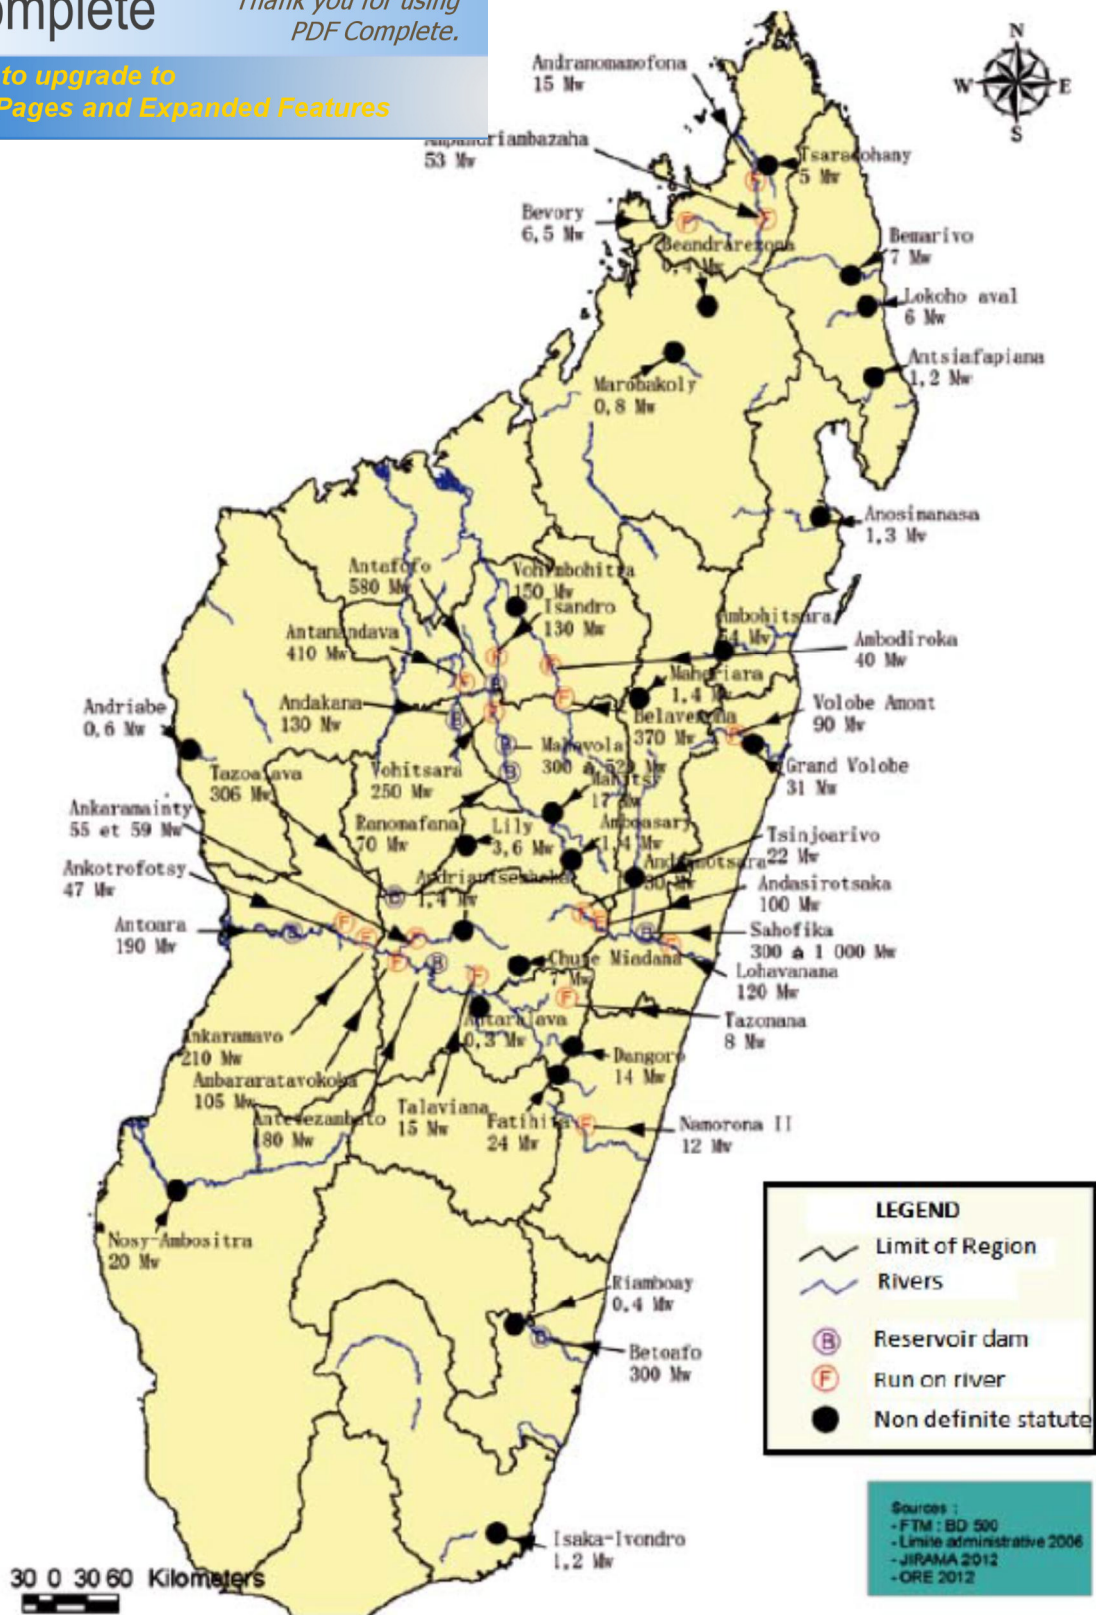 omplete
Thank you for using
PDF Complete.
to upgrade to
Pages and Expanded Features
N
W E
S
Andranomamofona
15 Mw
53 Mw
Tsaratohany
5 Mw
Bevory
6,5 Mw
Beandrarezona
0,4 Mw
Bemarivo
7 Mw
Lokoho aval
6 Mw
Antsiafapiana
1,2 Mw
Marobakoly
0,8 Mw
Anosimanasa
1,3 Mw
Antafofo
580 Mw
Vohimbohitra
150 Mw
Isandro
130 Mw
Ambohitsara
54 Mw
Antanandava
410 Mw
Ambodiroka
40 Mw
Maheriara
1,4 Mw
Andriabe
0,6 Mw
Andakana
130 Mw
Volobe Amont
90 Mw
370 Mw
Mahavola
300 à 520 Mw
Tazoalava
306 Mw
Vohitsara
250 Mw
Mahitsy
17 Mw
Grand Volobe
31 Mw
Ankaramainty
55 et 59 Mw
Ranomafana
70 Mw
Lily
3,6 Mw
Amboasary
1,4 Mw
Tsinjoarivo
22 Mw
Ankotrofotsy
47 Mw
1,4 Mw
Andasirotsaka
100 Mw
Antoara
190 Mw
Sahofika
300 à 1 000 Mw
Chute Miadana
7 Mw
Lohavanana
120 Mw
Antaralava
0,3 Mw
Tazonana
8 Mw
Ankaramavo
210 Mw
Dangoro
14 Mw
Ambararatavokoka
105 Mw
Talaviana
15 Mw
Fatihita
24 Mw
Antetezambato
180 Mw
Namorona II
12 Mw
Nosy-Ambositra
20 Mw
Riamboay
0.4 Mw
Betoafo
300 Mw
Isaka-Ivondro
1,2 Mw
LEGEND
Limit of Region
Rivers
B Reservoir dam
F Run on river
Non definite statute
Sources :
- FTM : BD 500
- Limite administrative 2006
- JIRAMA 2012
- ORE 2012
30 0 30 60 Kilometers